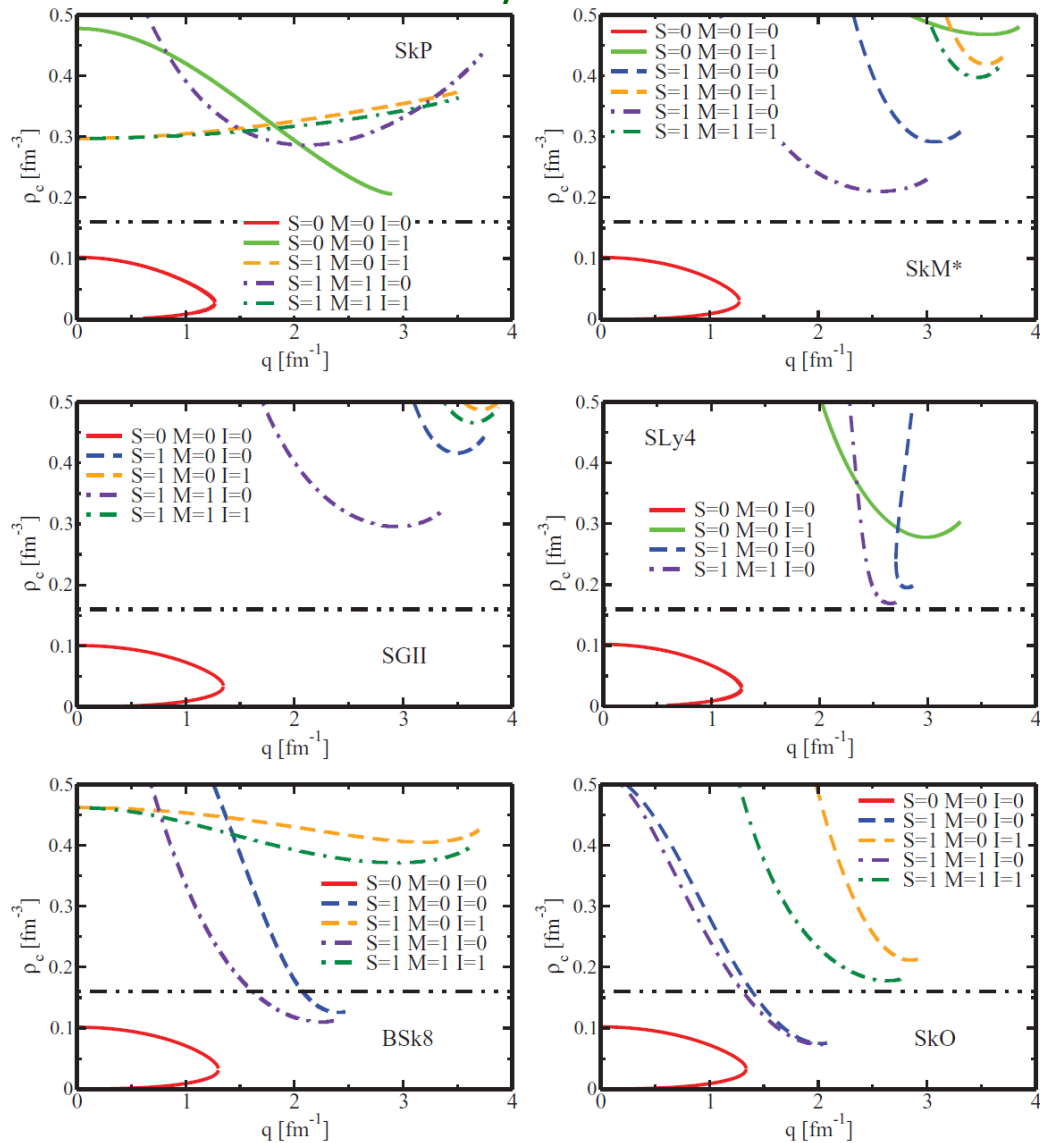 SkP
0.5
0.4
0.3
0.2
0.1
0
ρc [fm-3]
S=0 M=0 I=0
S=0 M=0 I=1
S=1 M=0 I=1
S=1 M=1 I=0
S=1 M=1 I=1
0 1 2 3 4
q [fm-1]
S=0 M=0 I=0
S=0 M=0 I=1
S=1 M=0 I=0
S=1 M=0 I=1
S=1 M=1 I=0
S=1 M=1 I=1
0.5
0.4
0.3
0.2
0.1
0
ρc [fm-3]
SkM*
0 1 2 3 4
q [fm-1]
0.5
0.4
0.3
0.2
0.1
0
ρc [fm-3]
S=0 M=0 I=0
S=1 M=0 I=0
S=1 M=0 I=1
S=1 M=1 I=0
S=1 M=1 I=1
SGII
0 1 2 3 4
q [fm-1]
SLy4
0.5
0.4
0.3
0.2
0.1
0
ρc [fm-3]
S=0 M=0 I=0
S=0 M=0 I=1
S=1 M=0 I=0
S=1 M=1 I=0
0 1 2 3 4
q [fm-1]
0.5
0.4
0.3
0.2
0.1
0
ρc [fm-3]
S=0 M=0 I=0
S=1 M=0 I=0
S=1 M=0 I=1
S=1 M=1 I=0
S=1 M=1 I=1
BSk8
0 1 2 3 4
q [fm-1]
0.5
0.4
0.3
0.2
0.1
0
ρc [fm-3]
S=0 M=0 I=0
S=1 M=0 I=0
S=1 M=0 I=1
S=1 M=1 I=0
S=1 M=1 I=1
SkO
0 1 2 3 4
q [fm-1]